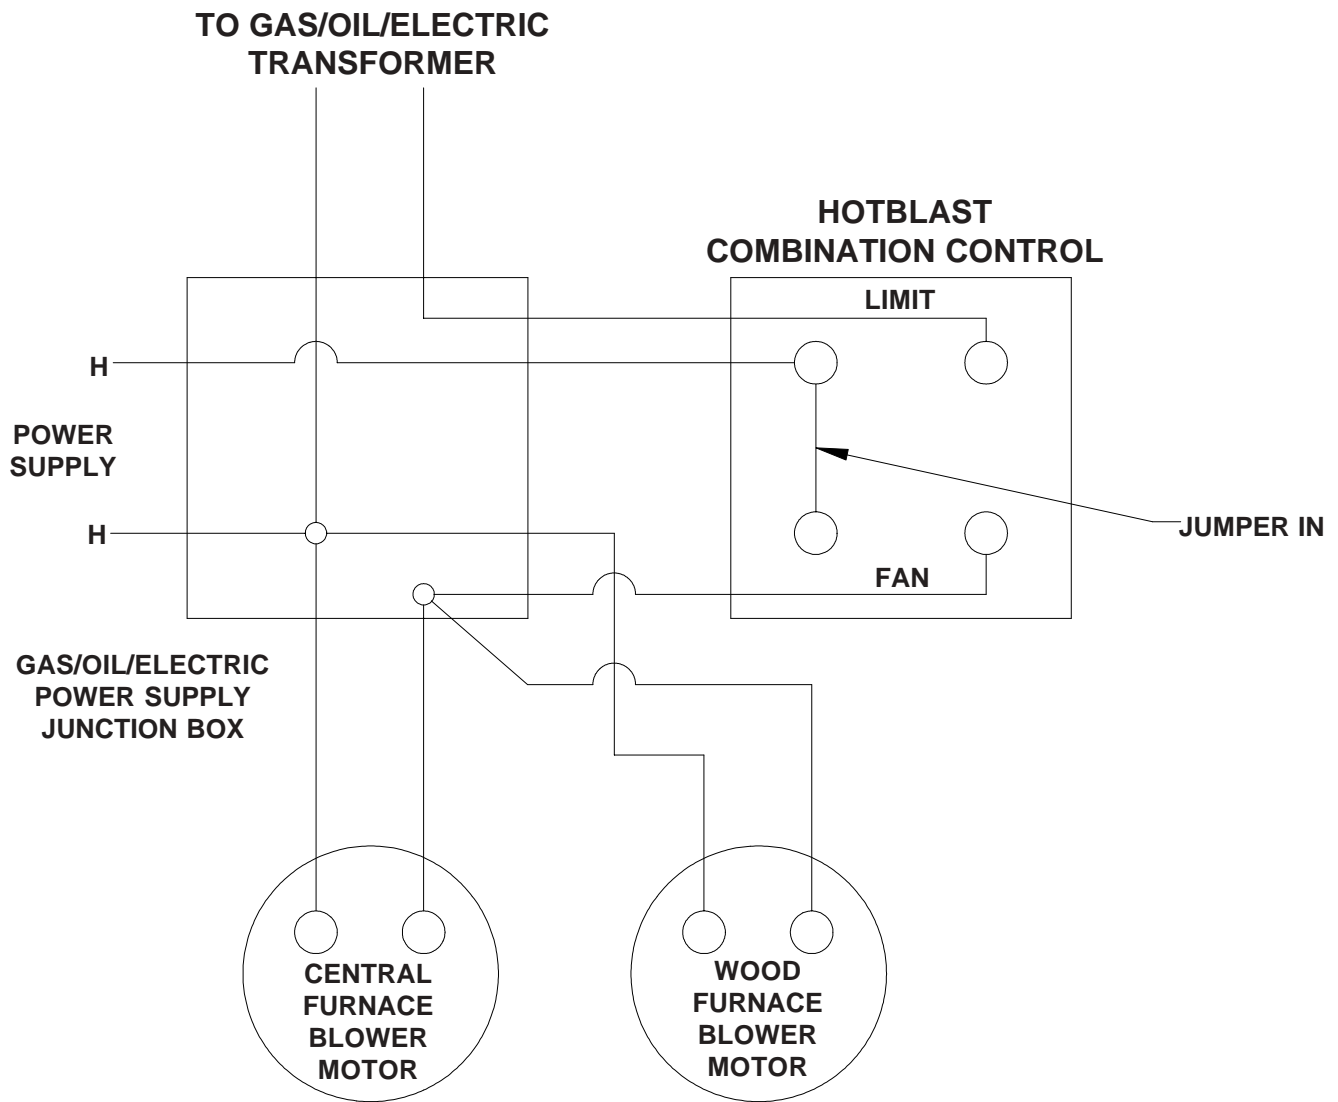 TO GAS/OIL/ELECTRIC
TRANSFORMER
HOTBLAST
COMBINATION CONTROL
LIMIT
H
POWER
SUPPLY
H
JUMPER IN
FAN
GAS/OIL/ELECTRIC
POWER SUPPLY
JUNCTION BOX
CENTRAL
FURNACE
BLOWER
MOTOR
WOOD
FURNACE
BLOWER
MOTOR